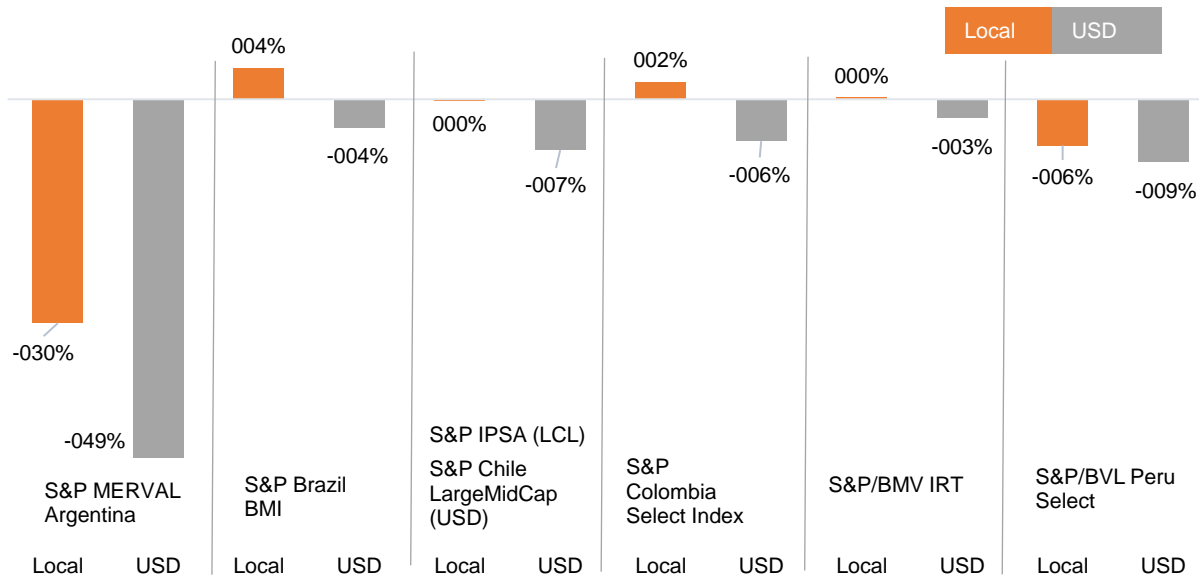 Local USD
004%
002%
000%
000%
-004%
-007%
-006%
-003%
-006%
-009%
-030%
-049%
S&P MERVAL
Argentina
S&P Brazil
BMI
S&P IPSA (LCL)
S&P Chile
LargeMidCap
(USD)
S&P
Colombia
Select Index
S&P/BMV IRT
S&P/BVL Peru
Select
Local USD Local USD Local USD Local USD Local USD Local USD